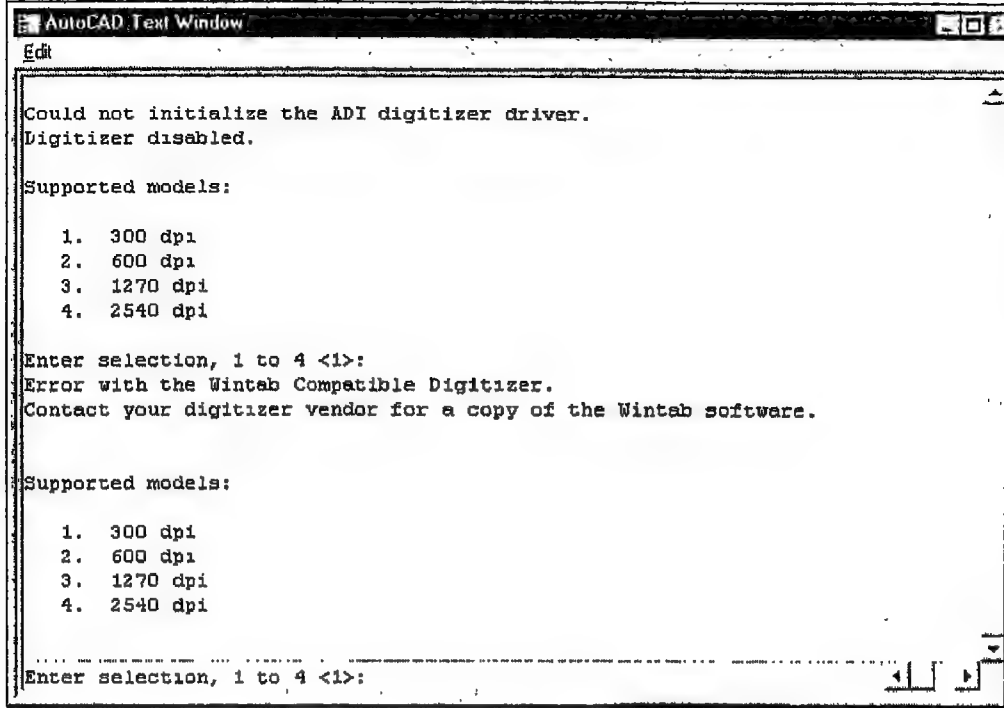 AutoCAD Text Window
Edit
Could not initialize the ADI digitizer driver.
Digitizer disabled.
Supported models:
1. 300 dpi
2. 600 dpi
3. 1270 dpi
4. 2540 dpi
Enter selection, 1 to 4 <1>:
Error with the Wintab Compatible Digitizer.
Contact your digitizer vendor for a copy of the Wintab software.
Supported models:
1. 300 dpi
2. 600 dpi
3. 1270 dpi
4. 2540 dpi
Enter selection, 1 to 4 <1>: